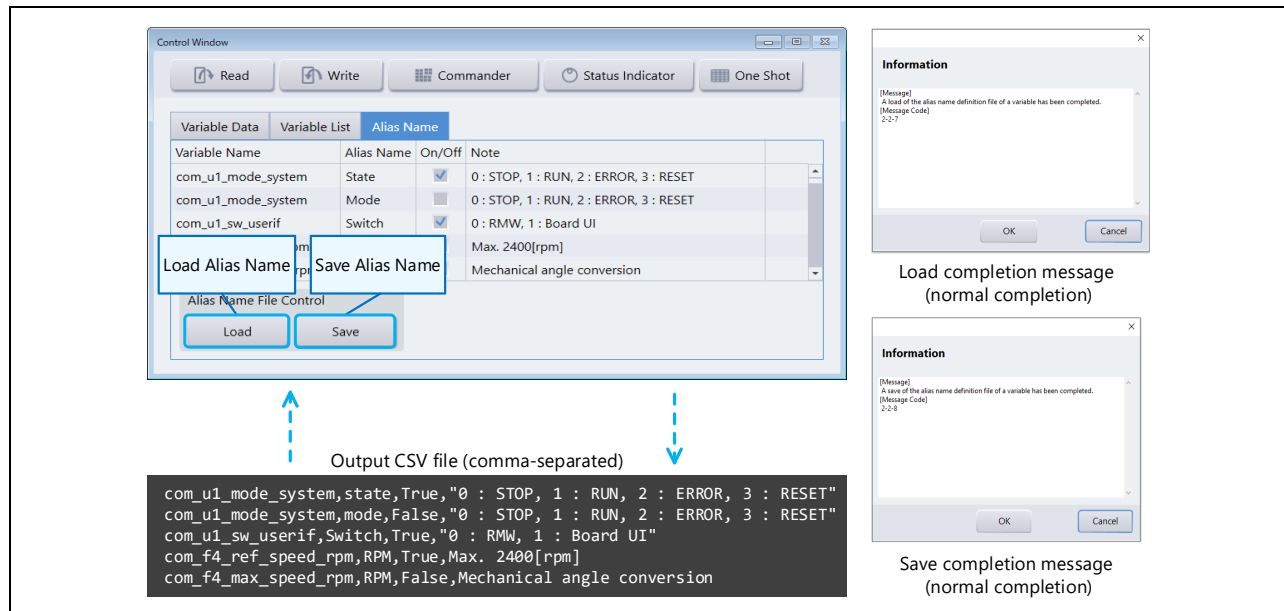 Control Window
Read Write Commander Status Indicator One Shot
Variable Data Variable List Alias Name
Variable Name Alias Name On/Off Note
com_u1_mode_system State 0 : STOP, 1 : RUN, 2 : ERROR, 3 : RESET
com_u1_mode_system Mode 0 : STOP, 1 : RUN, 2 : ERROR, 3 : RESET
com_u1_sw_userif Switch 0 : RMW, 1 : Board UI
Max. 2400[rpm]
Mechanical angle conversion
Load Alias Name Save Alias Name
Alias Name File Control
Load Save
Output CSV file (comma-separated)
com_u1_mode_system,state,True,"0 : STOP, 1 : RUN, 2 : ERROR, 3 : RESET"
com_u1_mode_system,mode,False,"0 : STOP, 1 : RUN, 2 : ERROR, 3 : RESET"
com_u1_sw_userif,Switch,True,"0 : RMW, 1 : Board UI"
com_f4_ref_speed_rpm,RPM,True,Max. 2400[rpm]
com_f4_max_speed_rpm,RPM,False,Mechanical angle conversion
Information
[Message]
A load of the alias name definition file of a variable has been completed.
[Message Code]
2-2-7
OK Cancel
Load completion message
(normal completion)
Information
[Message]
A save of the alias name definition file of a variable has been completed.
[Message Code]
2-2-8
OK Cancel
Save completion message
(normal completion)